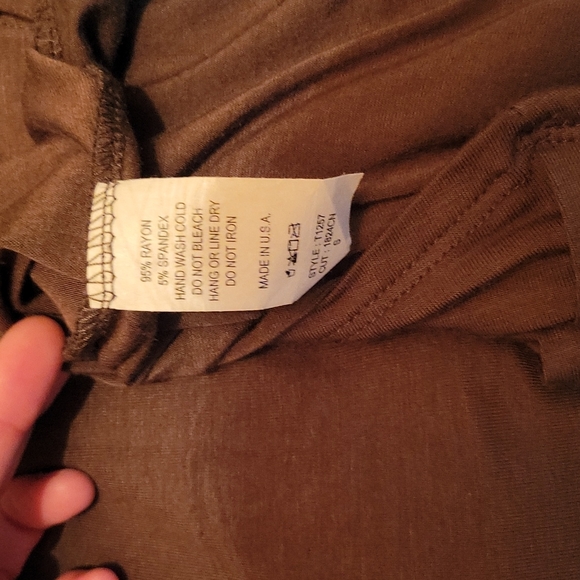 95% RAYON
5% SPANDEX
HAND WASH COLD
DO NOT BLEACH
HANG OR LINE DRY
DO NOT IRON
MADE IN U.S.A.
STYLE : T1257
CUT : 1824CN
S